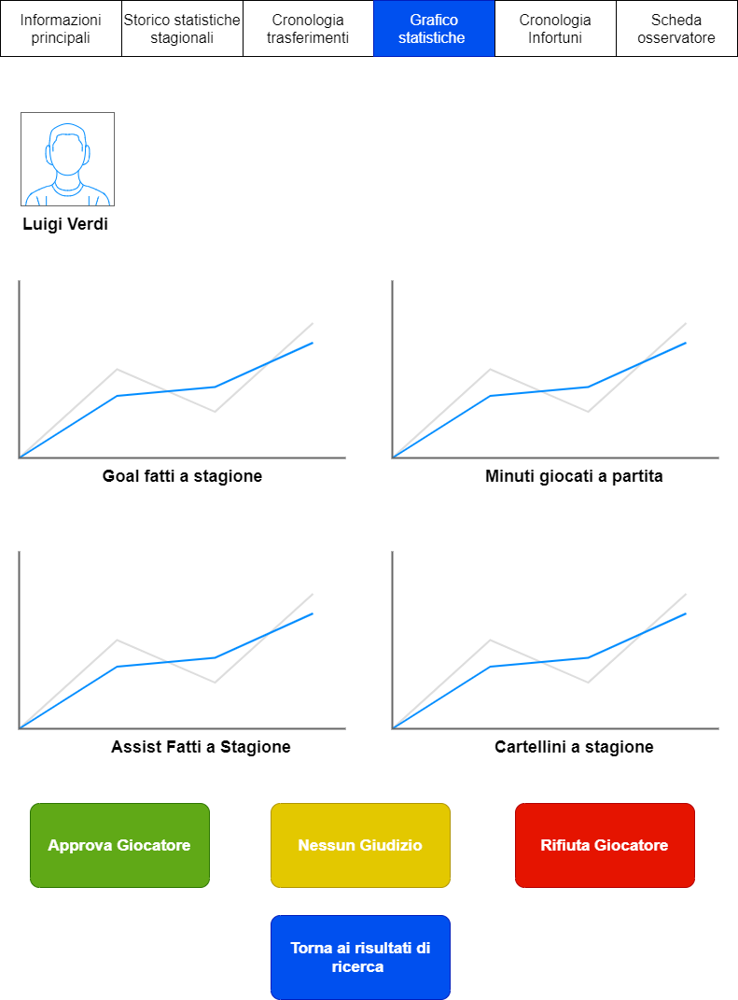 Informazioni
principali
Storico statistiche
stagionali
Cronologia
trasferimenti
Grafico
statistiche
Cronologia
Infortuni
Scheda
osservatore
Luigi Verdi
Goal fatti a stagione
Minuti giocati a partita
Assist Fatti a Stagione
Cartellini a stagione
Approva Giocatore
Nessun Giudizio
Rifiuta Giocatore
Torna ai risultati di
ricerca